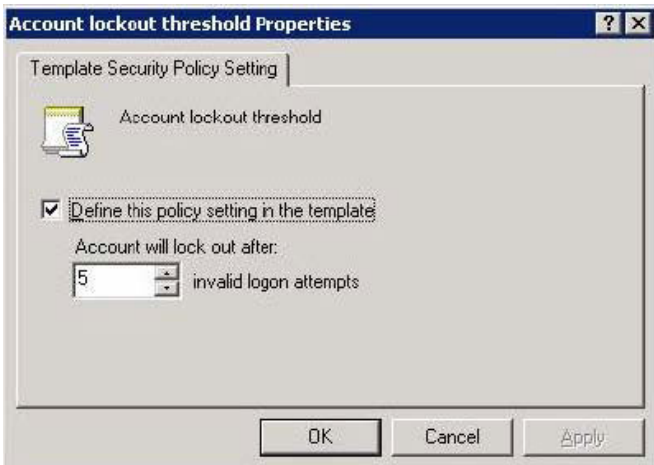 Account lockout threshold Properties
Template Security Policy Setting
Account lockout threshold
Define this policy setting in the template
Account will lock out after:
5 invalid logon attempts
OK Cancel Apply